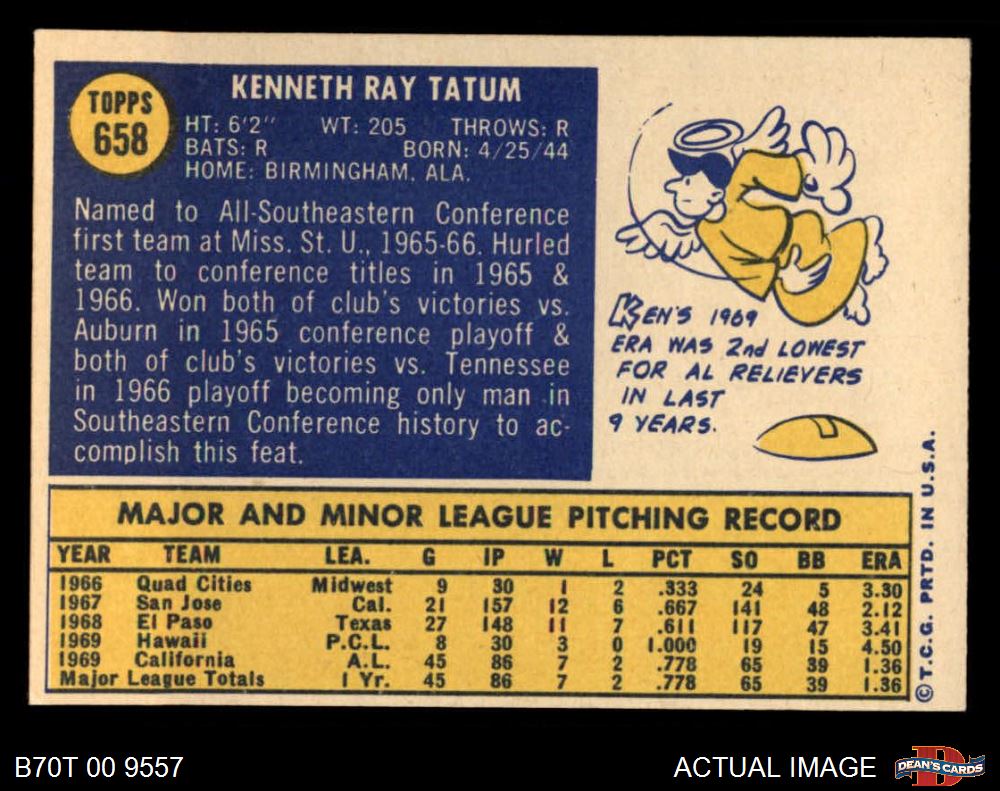 TOPPS
658
KENNETH RAY TATUM
HT: 6'2" WT: 205 THROWS: R
BATS: R BORN: 4/25/44
HOME: BIRMINGHAM, ALA.
Named to All-Southeastern Conference
first team at Miss. St. U., 1965-66. Hurled
team to conference titles in 1965 &
1966. Won both of club's victories vs.
Auburn in 1965 conference playoff &
both of club's victories vs. Tennessee
in 1966 playoff becoming only man in
Southeastern Conference history to ac-
complish this feat.
KEN'S 1969
ERA WAS 2nd LOWEST
FOR AL RELIEVERS
IN LAST
9 YEARS.
MAJOR AND MINOR LEAGUE PITCHING RECORD
YEAR TEAM LEA. G IP W L PCT SO BB ERA
1966 Quad Cities Midwest 9 30 1 2 .333 24 5 3.30
1967 San Jose Cal. 21 157 12 6 .667 141 48 2.12
1968 El Paso Texas 27 148 11 7 .611 117 47 3.41
1969 Hawaii P.C.L. 8 30 3 0 1.000 19 15 4.50
1969 California A.L. 45 86 7 2 .778 65 39 1.36
Major League Totals 1 Yr. 45 86 7 2 .778 65 39 1.36
© T.C.G. PRTD. IN U.S.A.
B70T 00 9557
ACTUAL IMAGE
D
DEAN'S CARDS